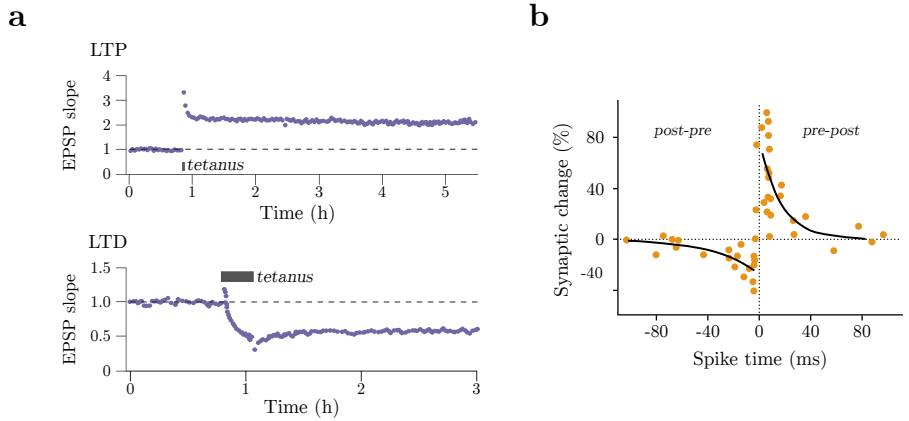 a
LTP
EPSP slope
4
3
2
1
0
tetanus
0
1
2
3
4
5
Time (h)
LTD
EPSP slope
1.5
1.0
0.5
0
tetanus
0
1
2
3
Time (h)
b
Synaptic change (%)
post-pre
pre-post
80
40
0
-40
-80
-40
0
40
80
Spike time (ms)